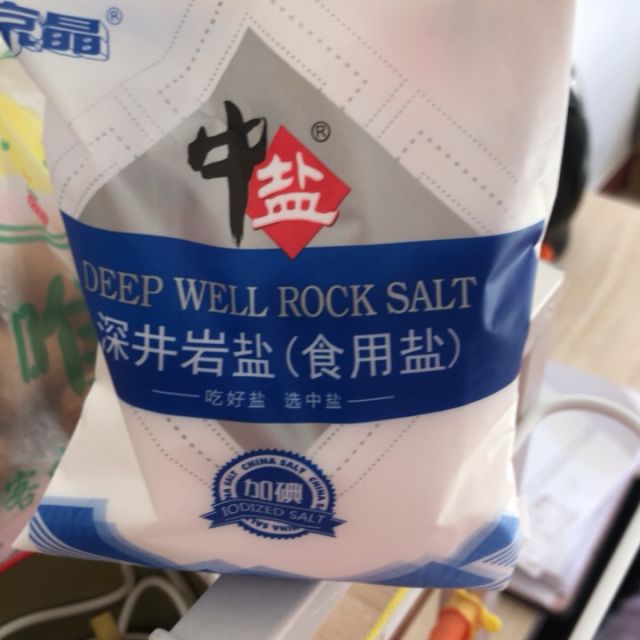 京晶®
中盐®
DEEP WELL ROCK SALT
深井岩盐(食用盐)
吃好盐 选中盐
CHINA SALT
加碘
IODIZED SALT